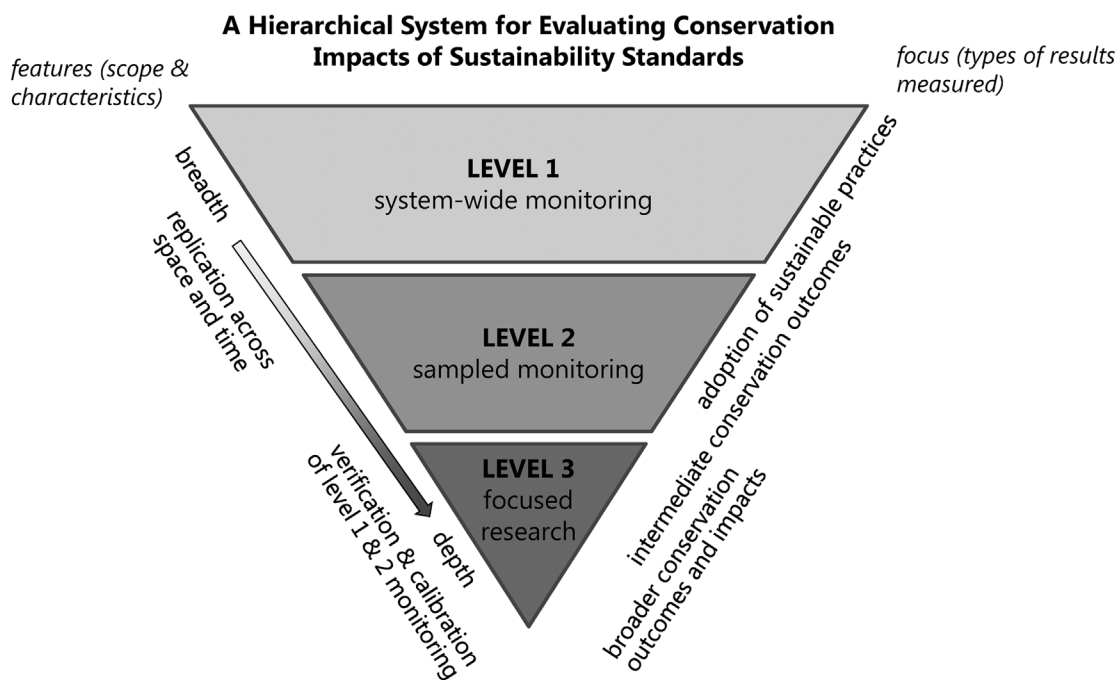 A Hierarchical System for Evaluating Conservation
Impacts of Sustainability Standards
features (scope &
characteristics)
focus (types of results
measured)
LEVEL 1
system-wide monitoring
LEVEL 2
sampled monitoring
LEVEL 3
focused
research
breadth
replication across
space and time
depth
verification & calibration
of level 1 & 2 monitoring
adoption of sustainable practices
intermediate conservation outcomes
broader conservation
outcomes and impacts